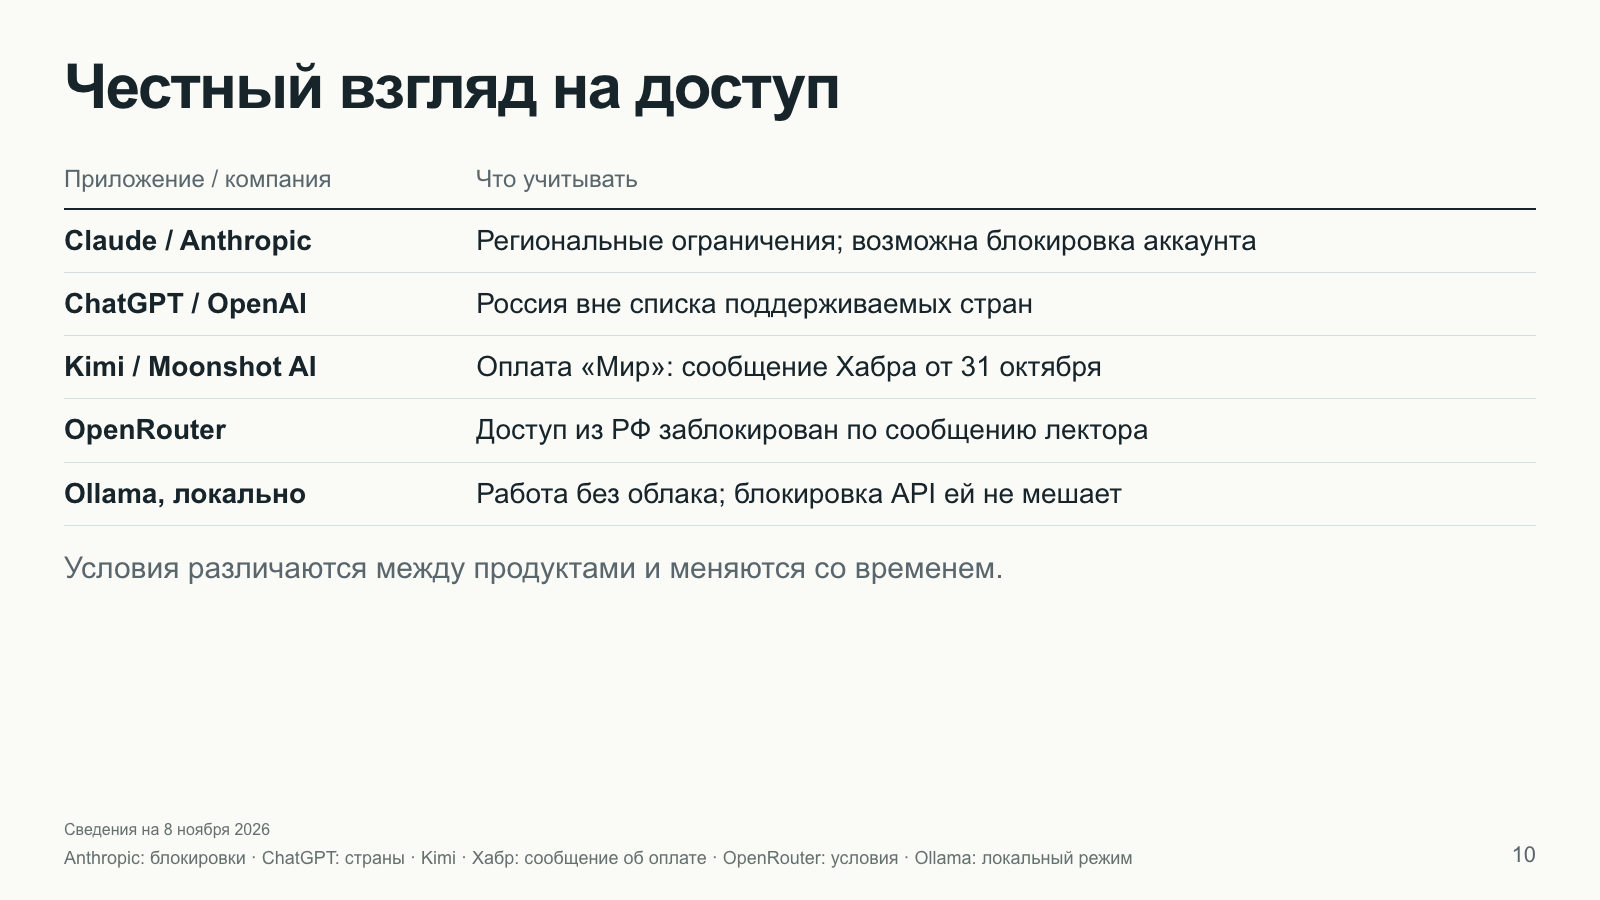 Честный взгляд на доступ
Приложение / компания
Что учитывать
Claude / Anthropic
Региональные ограничения; возможна блокировка аккаунта
ChatGPT / OpenAI
Россия вне списка поддерживаемых стран
Kimi / Moonshot AI
Оплата «Мир»: сообщение Хабра от 31 октября
OpenRouter
Доступ из РФ заблокирован по сообщению лектора
Ollama, локально
Работа без облака; блокировка API ей не мешает
Условия различаются между продуктами и меняются со временем.
Сведения на 8 ноября 2026
Anthropic: блокировки · ChatGPT: страны · Kimi · Хабр: сообщение об оплате · OpenRouter: условия · Ollama: локальный режим
10